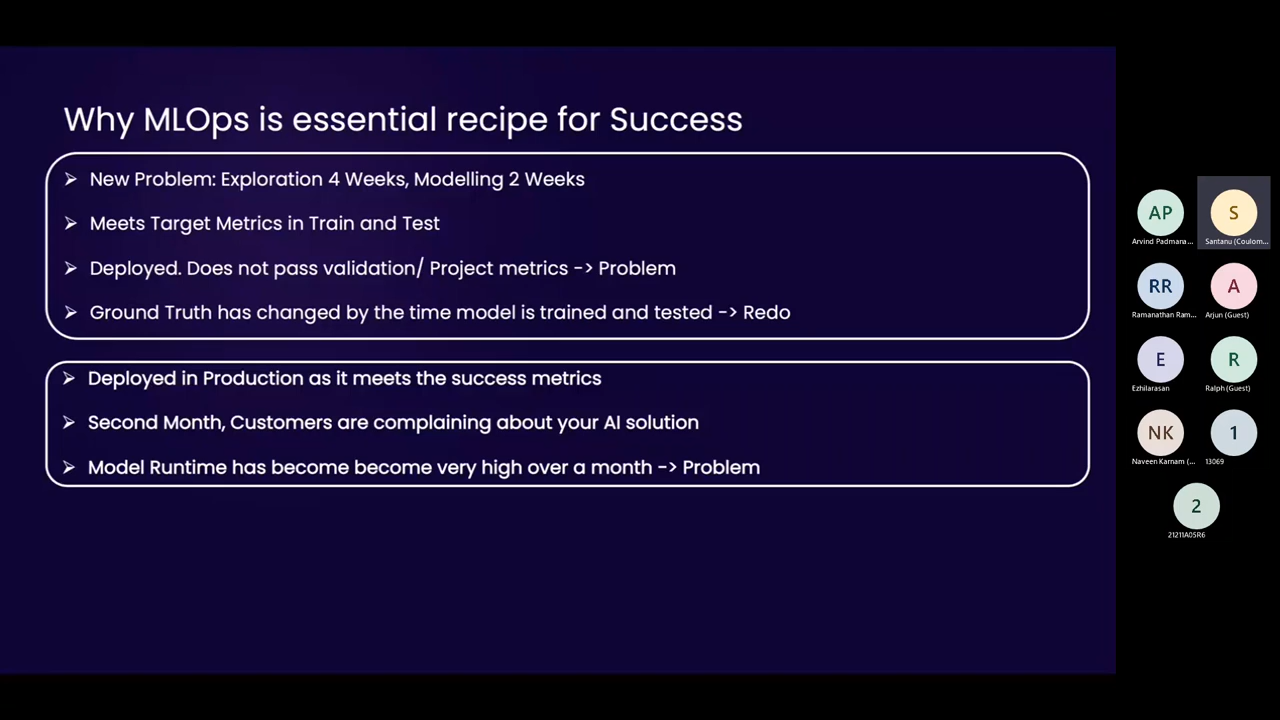 Why MLOps is essential recipe for Success
➢ New Problem: Exploration 4 Weeks, Modelling 2 Weeks
➢ Meets Target Metrics in Train and Test
➢ Deployed. Does not pass validation/ Project metrics -> Problem
➢ Ground Truth has changed by the time model is trained and tested -> Redo
➢ Deployed in Production as it meets the success metrics
➢ Second Month, Customers are complaining about your AI solution
➢ Model Runtime has become become very high over a month -> Problem
AP
Arvind Padmana...
S
Santanu (Coulom...
RR
Ramanathan Ram...
A
Arjun (Guest)
E
Ezhilarasan
R
Ralph (Guest)
NK
Naveen Karnam (...
1
13069
2
21211A05R6